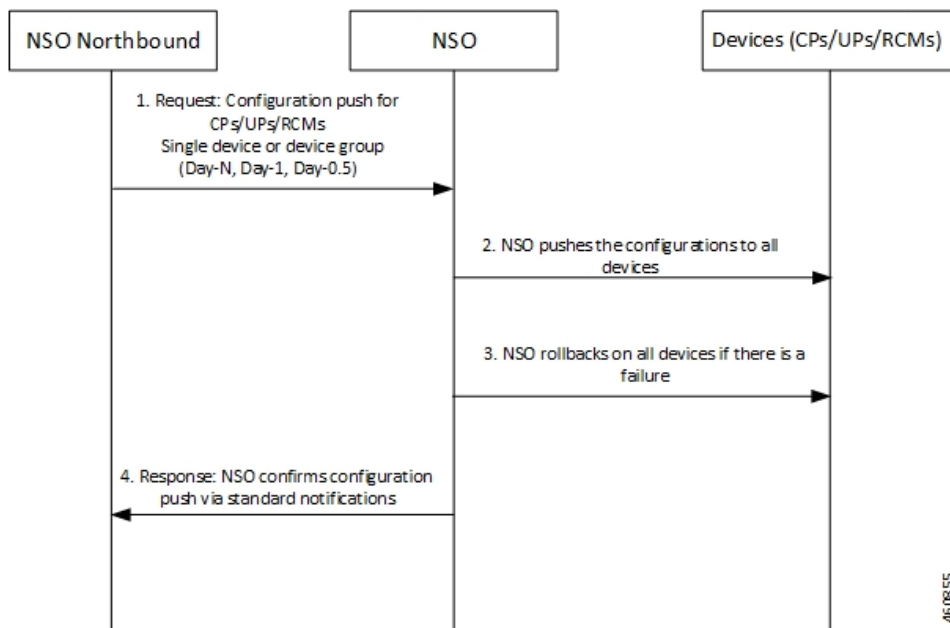 NSO Northbound
NSO
Devices (CPs/UPs/RCMs)
1. Request: Configuration push for
CPs/UPs/RCMs
Single device or device group
(Day-N, Day-1, Day-0.5)
2. NSO pushes the configurations to all
devices
3. NSO rollbacks on all devices if there is a
failure
4. Response: NSO confirms configuration
push via standard notifications
460855